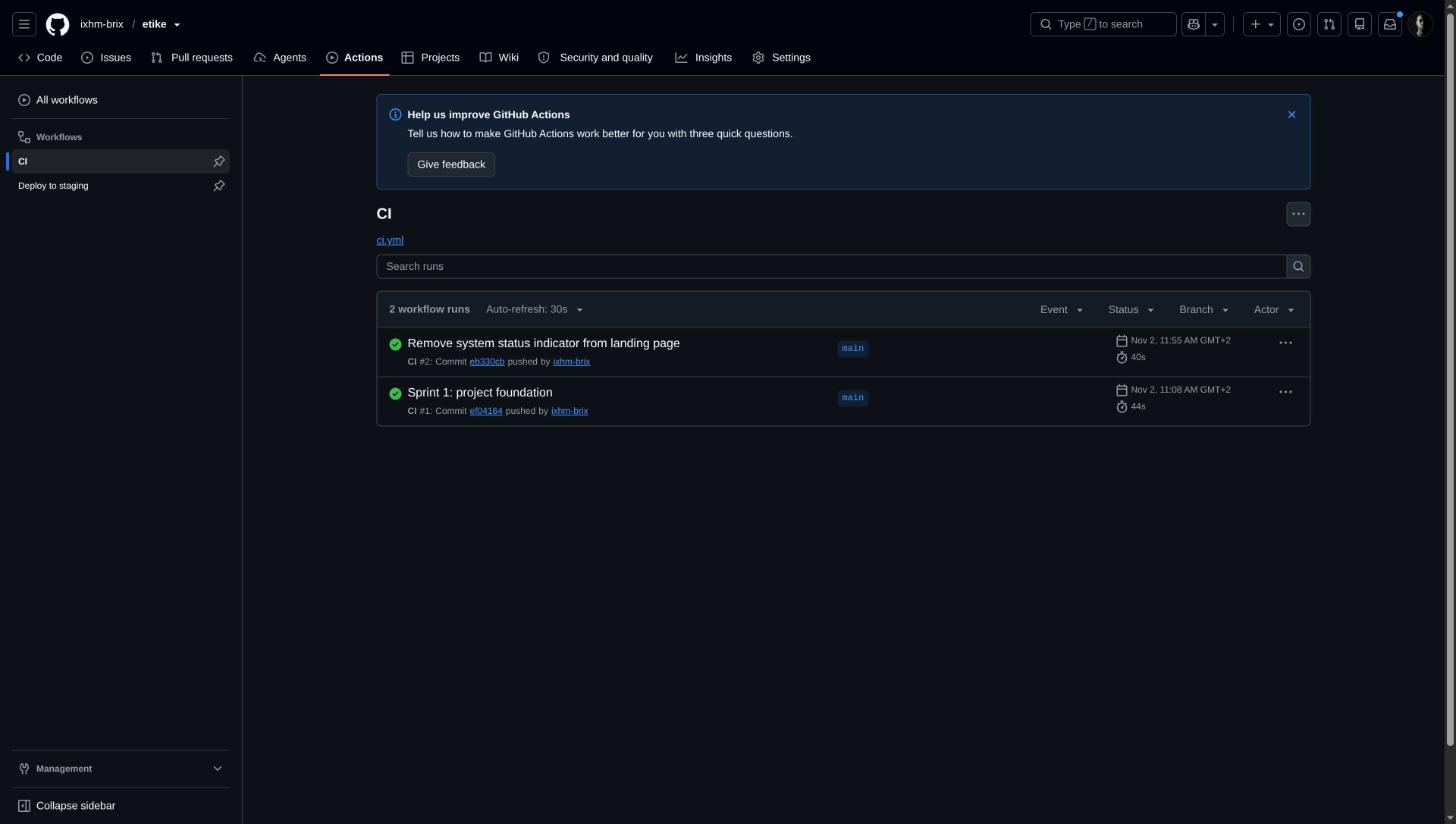 ixhm-brix / etike
Type / to search
Code Issues Pull requests Agents Actions Projects Wiki Security and quality Insights Settings
All workflows
Workflows
CI
Deploy to staging
Management
Collapse sidebar
Help us improve GitHub Actions
Tell us how to make GitHub Actions work better for you with three quick questions.
Give feedback
CI
ci.yml
Search runs
2 workflow runs Auto-refresh: 30s Event Status Branch Actor
Remove system status indicator from landing page main Nov 2, 11:55 AM GMT+2
CI #2: Commit eb330cb pushed by ixhm-brix 40s
Sprint 1: project foundation main Nov 2, 11:08 AM GMT+2
CI #1: Commit ef04164 pushed by ixhm-brix 44s